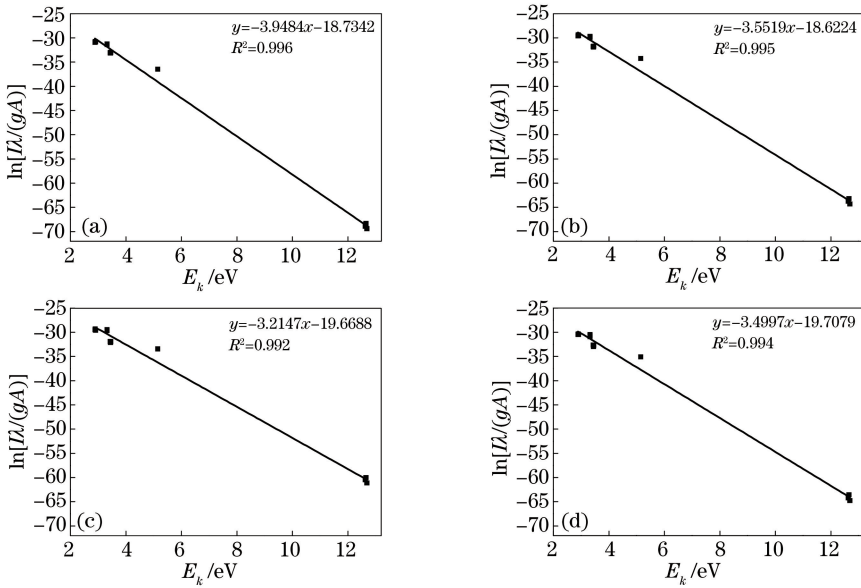 −25
−30
−35
−40
−45
−50
−55
−60
−65
−70
ln[Iλ/(gA)]
y=−3.9484x−18.7342
R²=0.996
(a)
2 4 6 8 10 12
E_k /eV
−25
−30
−35
−40
−45
−50
−55
−60
−65
−70
ln[Iλ/(gA)]
y=−3.5519x−18.6224
R²=0.995
(b)
2 4 6 8 10 12
E_k /eV
−25
−30
−35
−40
−45
−50
−55
−60
−65
−70
ln[Iλ/(gA)]
y=−3.2147x−19.6688
R²=0.992
(c)
2 4 6 8 10 12
E_k /eV
−25
−30
−35
−40
−45
−50
−55
−60
−65
−70
ln[Iλ/(gA)]
y=−3.4997x−19.7079
R²=0.994
(d)
2 4 6 8 10 12
E_k /eV